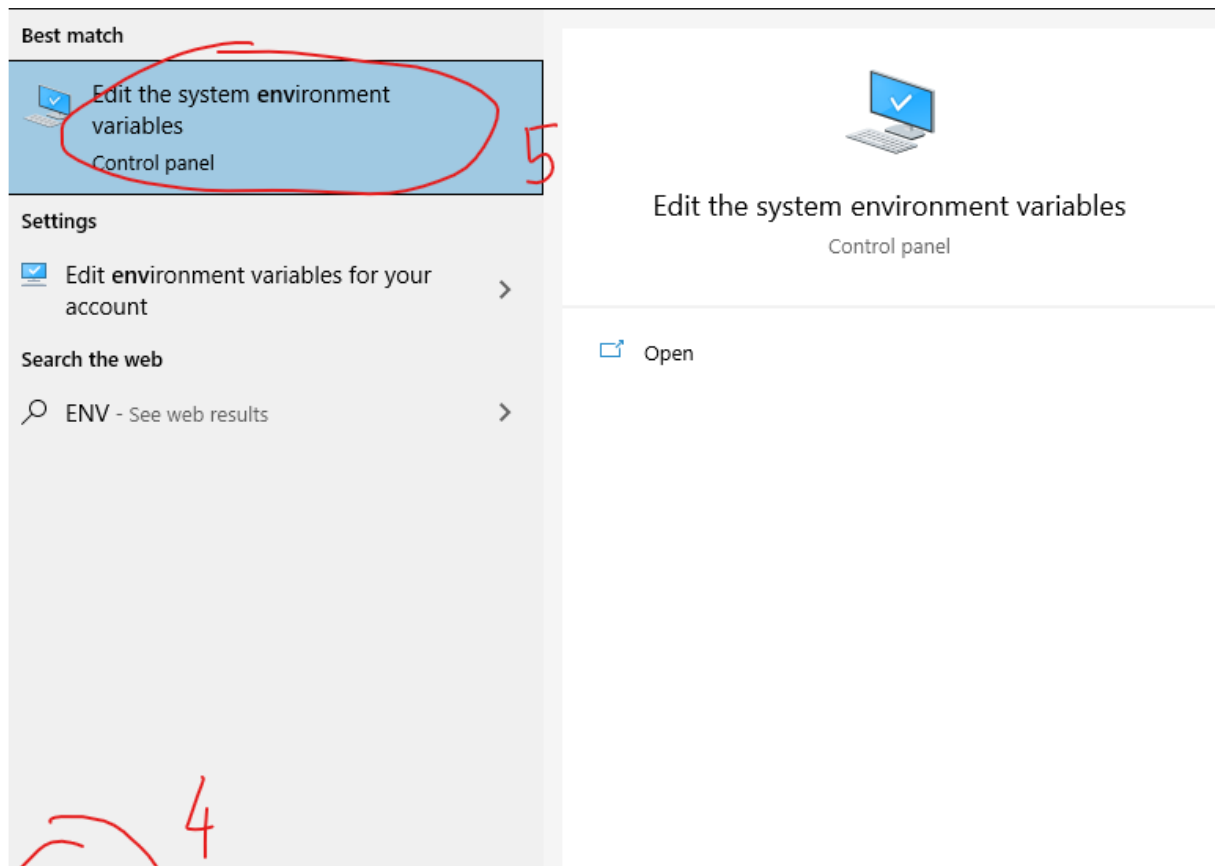 Best match
Edit the system environment
variables
Control panel
5
Settings
Edit environment variables for your
account
Search the web
ENV - See web results
4
Edit the system environment variables
Control panel
Open